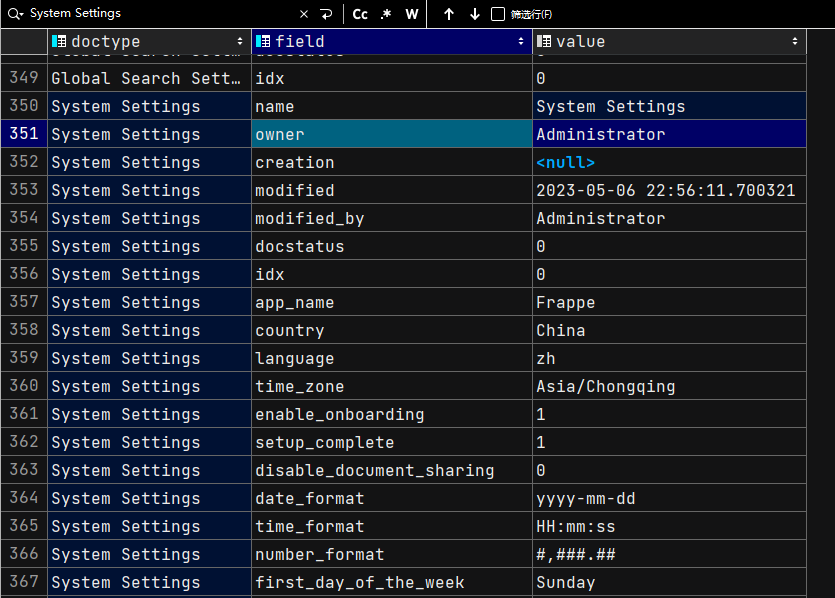 System Settings × Cc .* W ↑ ↓ 筛选行(F)
doctype field value
349 Global Search Sett… idx 0
350 System Settings name System Settings
351 System Settings owner Administrator
352 System Settings creation <null>
353 System Settings modified 2023-05-06 22:56:11.700321
354 System Settings modified_by Administrator
355 System Settings docstatus 0
356 System Settings idx 0
357 System Settings app_name Frappe
358 System Settings country China
359 System Settings language zh
360 System Settings time_zone Asia/Chongqing
361 System Settings enable_onboarding 1
362 System Settings setup_complete 1
363 System Settings disable_document_sharing 0
364 System Settings date_format yyyy-mm-dd
365 System Settings time_format HH:mm:ss
366 System Settings number_format #,###.##
367 System Settings first_day_of_the_week Sunday